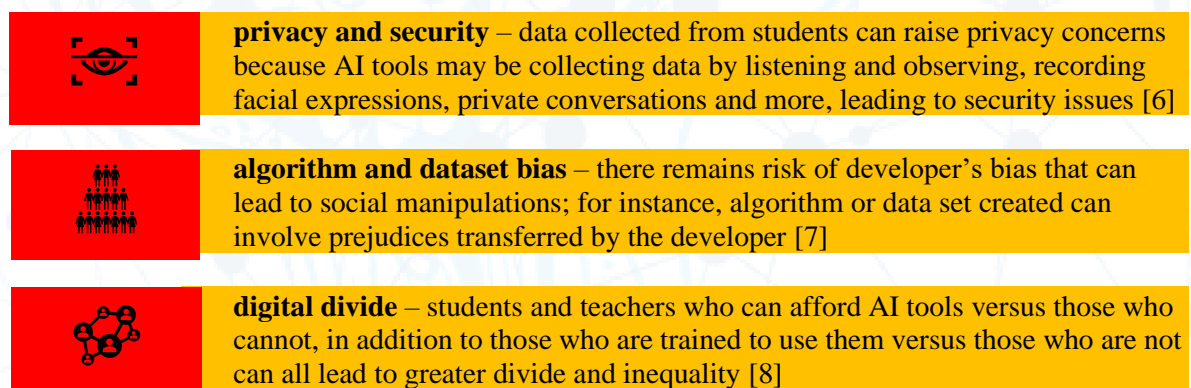 privacy and security – data collected from students can raise privacy concerns
because AI tools may be collecting data by listening and observing, recording
facial expressions, private conversations and more, leading to security issues [6]
algorithm and dataset bias – there remains risk of developer’s bias that can
lead to social manipulations; for instance, algorithm or data set created can
involve prejudices transferred by the developer [7]
digital divide – students and teachers who can afford AI tools versus those who
cannot, in addition to those who are trained to use them versus those who are not
can all lead to greater divide and inequality [8]